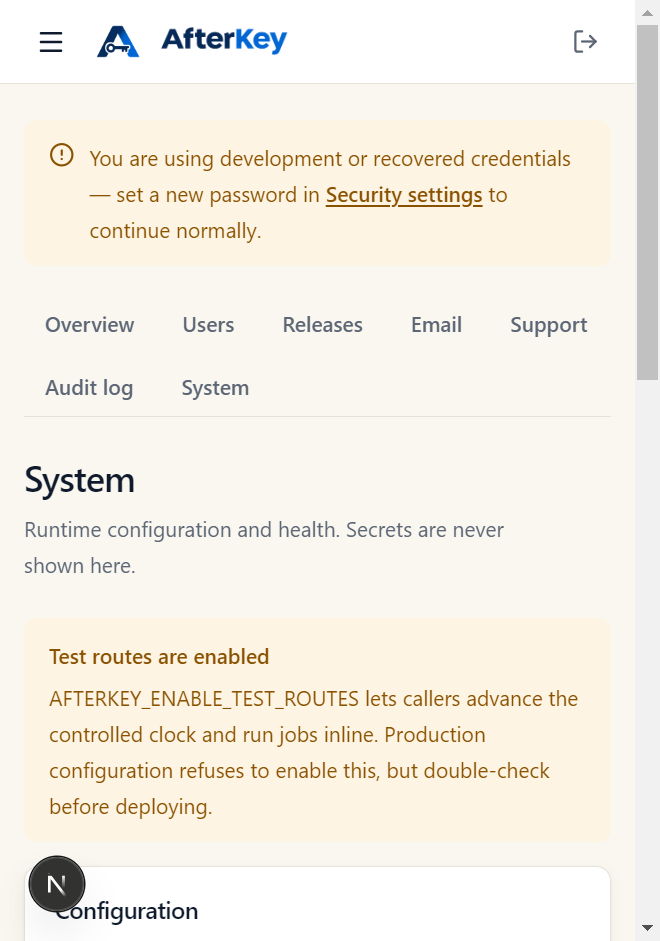 AfterKey
You are using development or recovered credentials
— set a new password in Security settings to
continue normally.
Overview Users Releases Email Support
Audit log System
System
Runtime configuration and health. Secrets are never
shown here.
Test routes are enabled
AFTERKEY_ENABLE_TEST_ROUTES lets callers advance the
controlled clock and run jobs inline. Production
configuration refuses to enable this, but double-check
before deploying.
N
Configuration